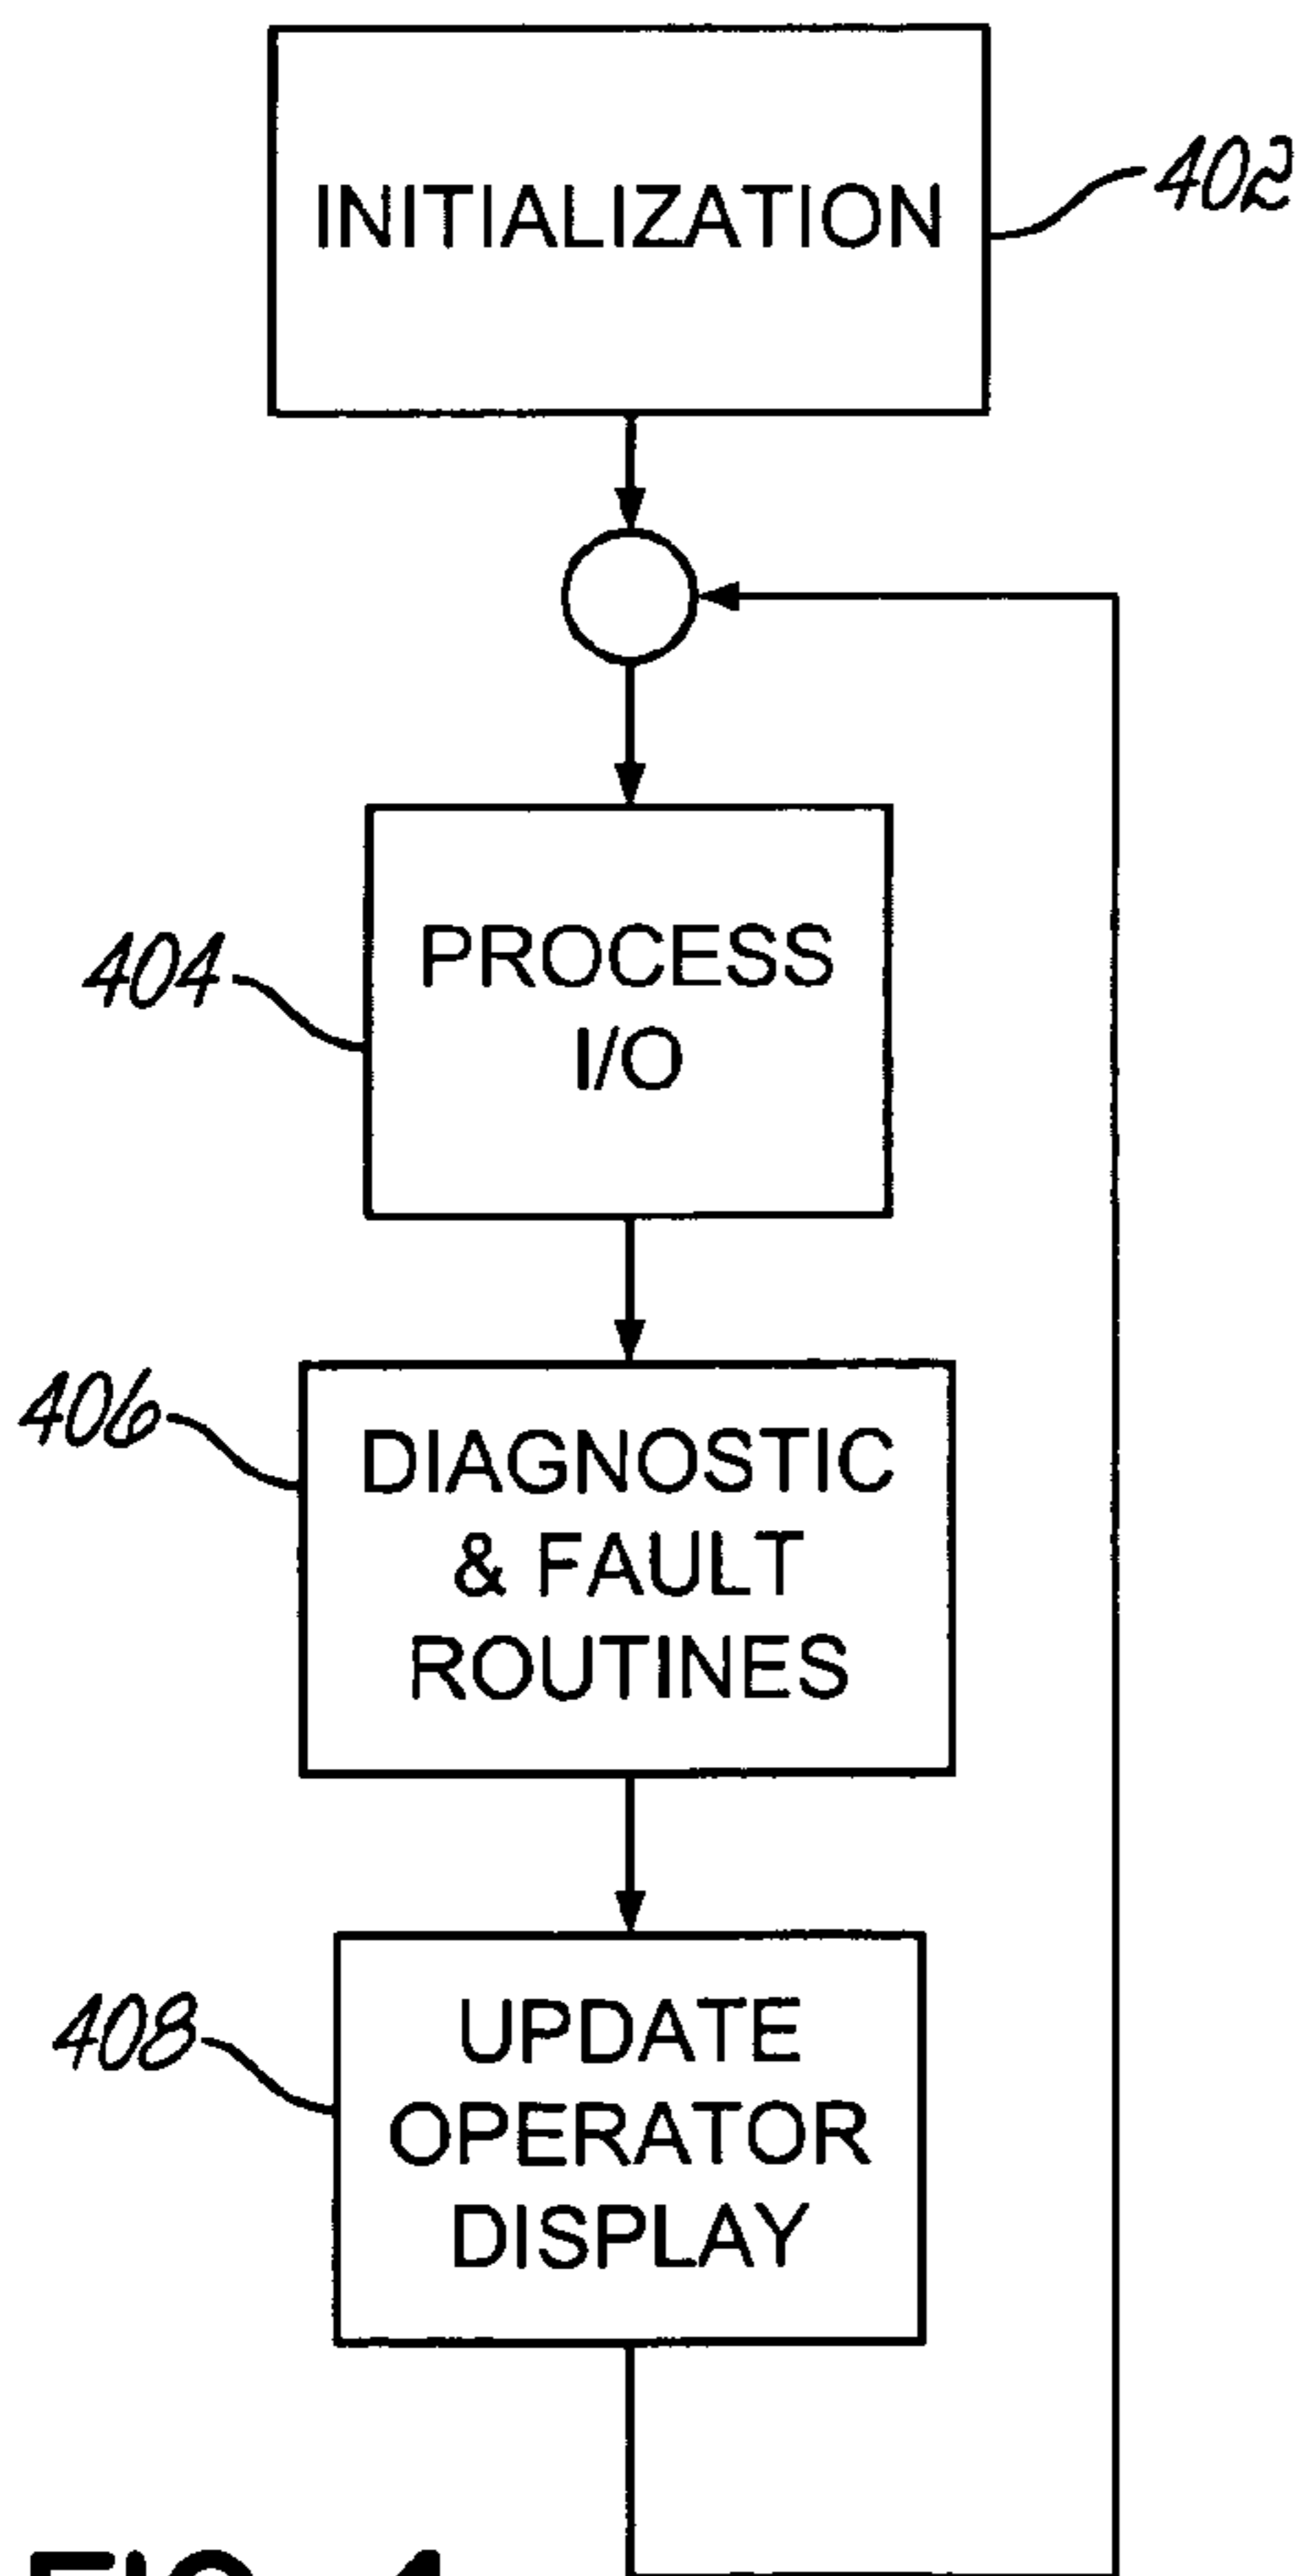 INITIALIZATION
402
PROCESS
I/O
404
DIAGNOSTIC
& FAULT
ROUTINES
406
UPDATE
OPERATOR
DISPLAY
408